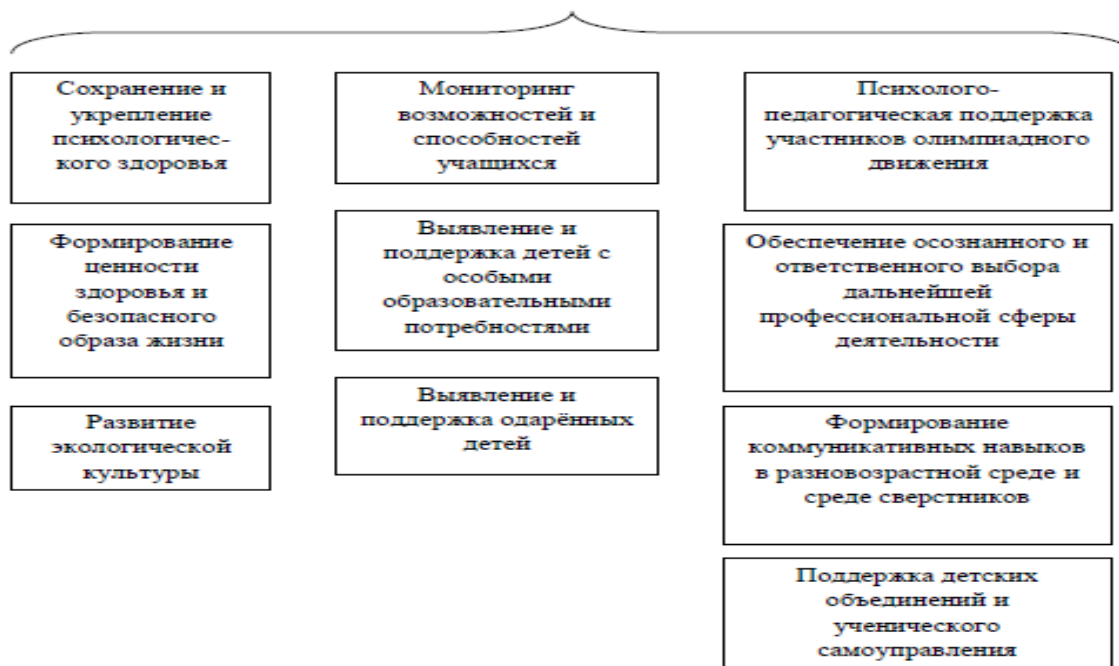 Сохранение и
укрепление
психологичес-
кого здоровья
Формирование
ценности
здоровья и
безопасного
образа жизни
Развитие
экологической
культуры
Мониторинг
возможностей и
способностей
учащихся
Выявление и
поддержка детей с
особыми
образовательными
потребностями
Выявление и
поддержка одарённых
детей
Психолого-
педагогическая поддержка
участников олимпиадного
движения
Обеспечение осознанного и
ответственного выбора
дальнейшей
профессиональной сферы
деятельности
Формирование
коммуникативных навыков
в разновозрастной среде и
среде сверстников
Поддержка детских
объединений и
ученического
самоуправления